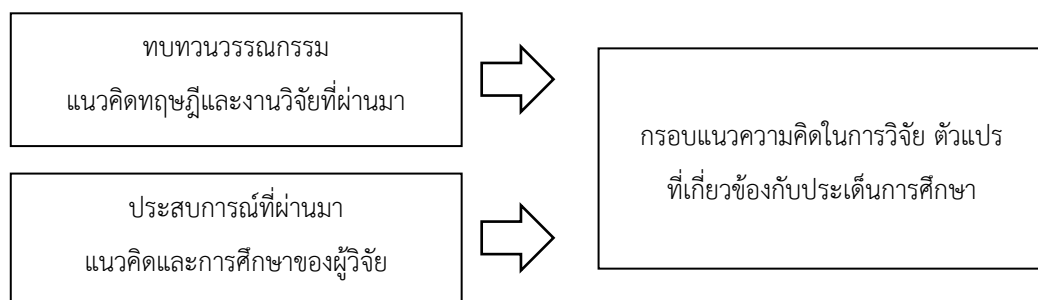 ทบทวนวรรณกรรม
แนวคิดทฤษฎีและงานวิจัยที่ผ่านมา
ประสบการณ์ที่ผ่านมา
แนวคิดและการศึกษาของผู้วิจัย
กรอบแนวความคิดในการวิจัย ตัวแปร
ที่เกี่ยวข้องกับประเด็นการศึกษา